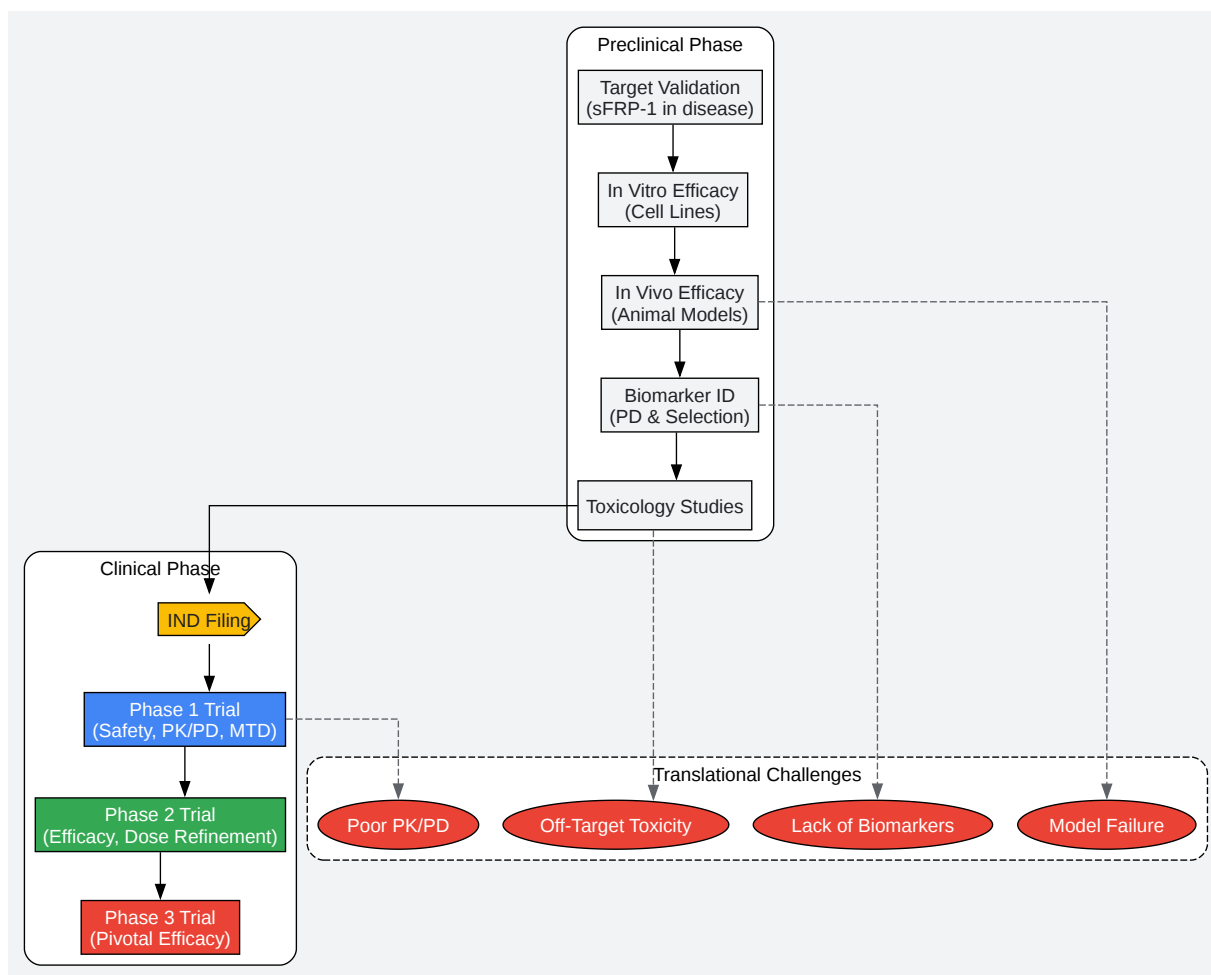 Preclinical Phase
Target Validation
(sFRP-1 in disease)
In Vitro Efficacy
(Cell Lines)
In Vivo Efficacy
(Animal Models)
Biomarker ID
(PD & Selection)
Toxicology Studies
Clinical Phase
IND Filing
Phase 1 Trial
(Safety, PK/PD, MTD)
Phase 2 Trial
(Efficacy, Dose Refinement)
Phase 3 Trial
(Pivotal Efficacy)
Translational Challenges
Poor PK/PD
Off-Target Toxicity
Lack of Biomarkers
Model Failure